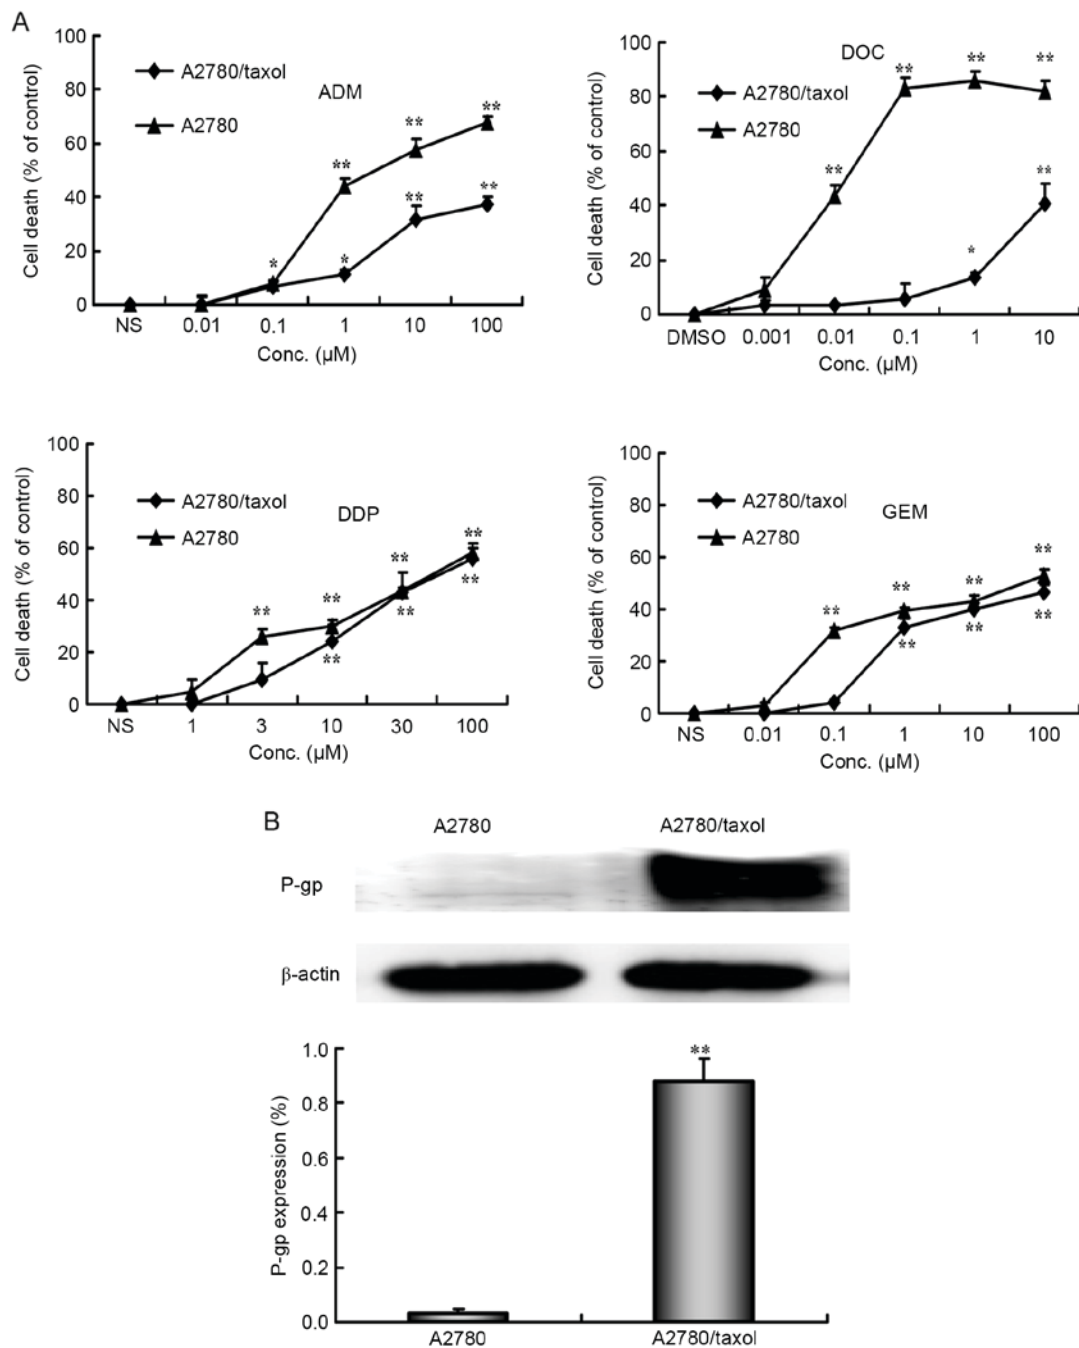 A
Cell death (% of control)
100
80
60
40
20
0
A2780/taxol
A2780
ADM
*
*
**
**
**
**
**
NS 0.01 0.1 1 10 100
Conc. (µM)
Cell death (% of control)
100
80
60
40
20
0
DOC
A2780/taxol
A2780
**
**
**
**
*
**
DMSO 0.001 0.01 0.1 1 10
Conc. (µM)
Cell death (% of control)
100
80
60
40
20
0
A2780/taxol
A2780
DDP
**
**
**
**
**
**
**
NS 1 3 10 30 100
Conc. (µM)
Cell death (% of control)
100
80
60
40
20
0
A2780/taxol
A2780
GEM
**
**
**
**
**
**
**
NS 0.01 0.1 1 10 100
Conc. (µM)
B
A2780 A2780/taxol
P-gp
β-actin
P-gp expression (%)
1.0
0.8
0.6
0.4
0.2
0.0
**
A2780 A2780/taxol